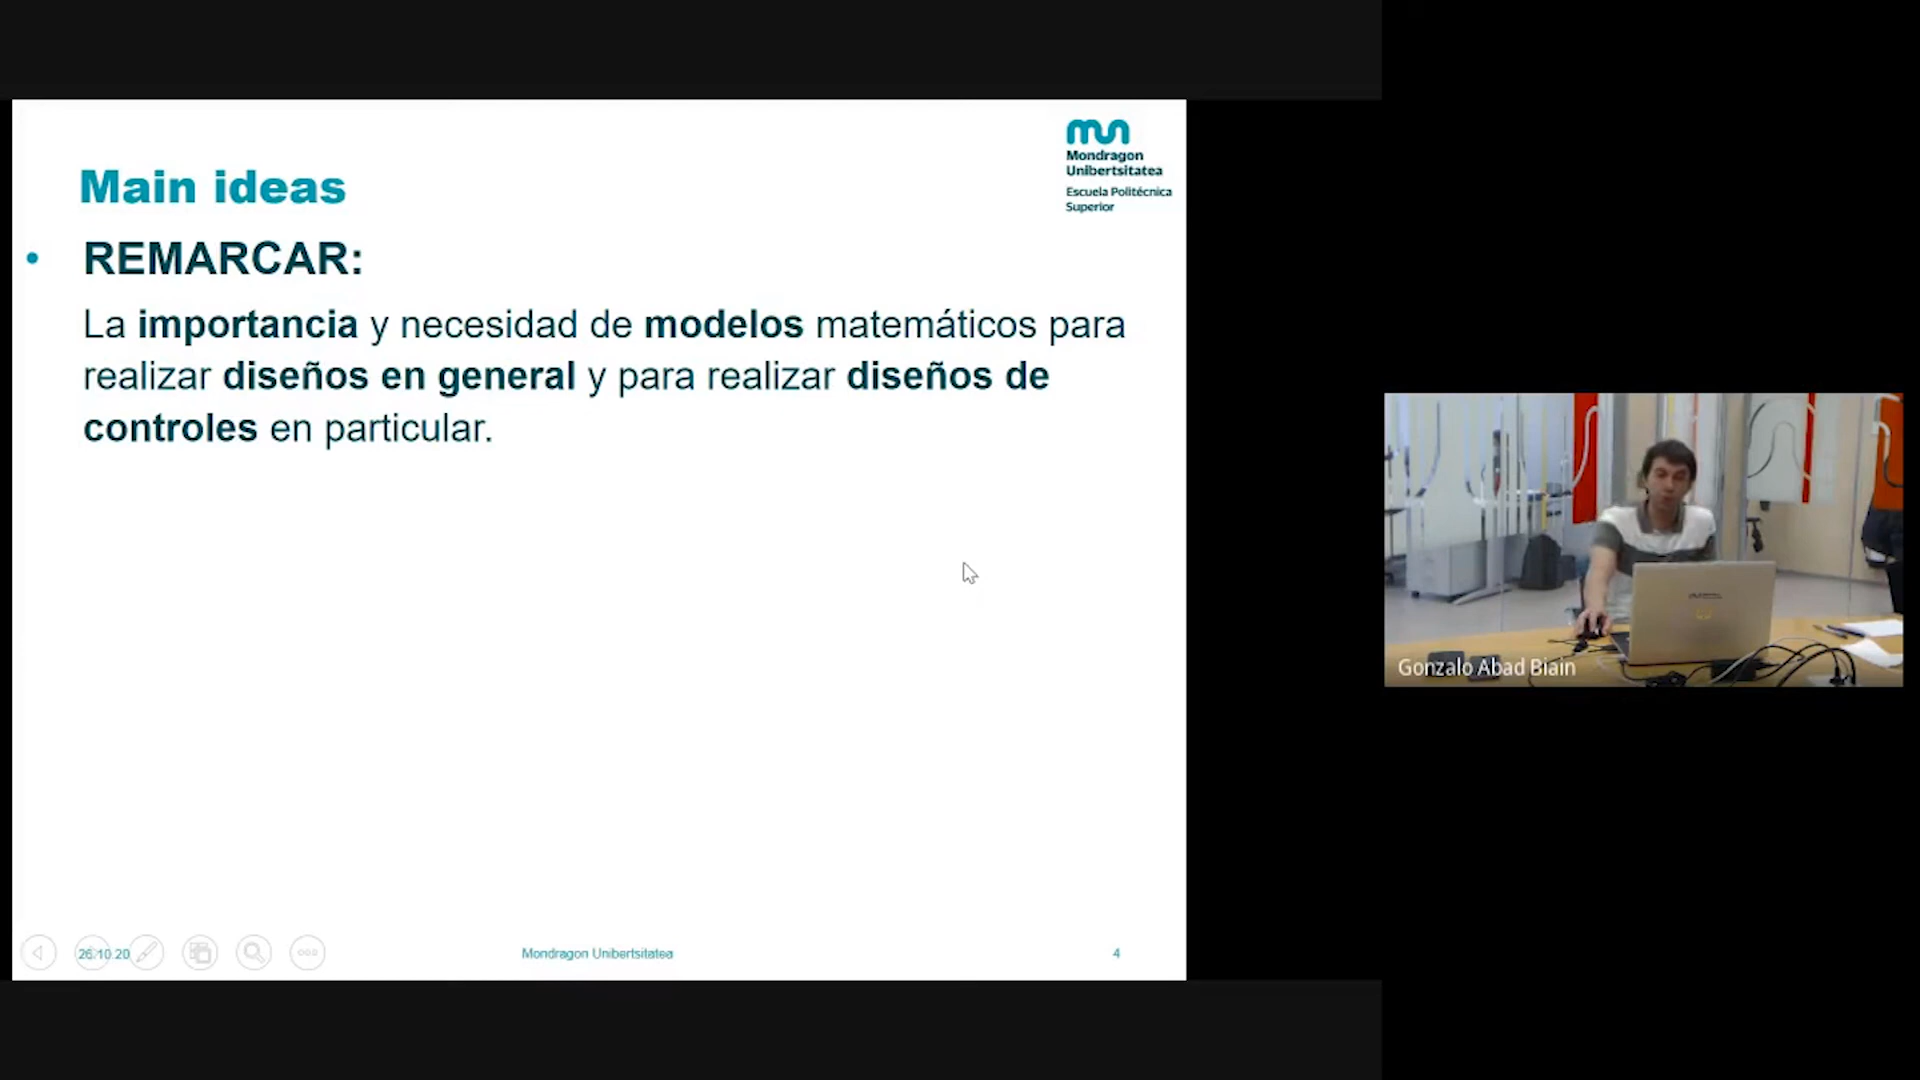 Mondragon
Unibertsitatea
Escuela Politécnica
Superior
Main ideas
• REMARCAR:
La importancia y necesidad de modelos matemáticos para
realizar diseños en general y para realizar diseños de
controles en particular.
Gonzalo Abad Biain
26.10.20
Mondragon Unibertsitatea
4